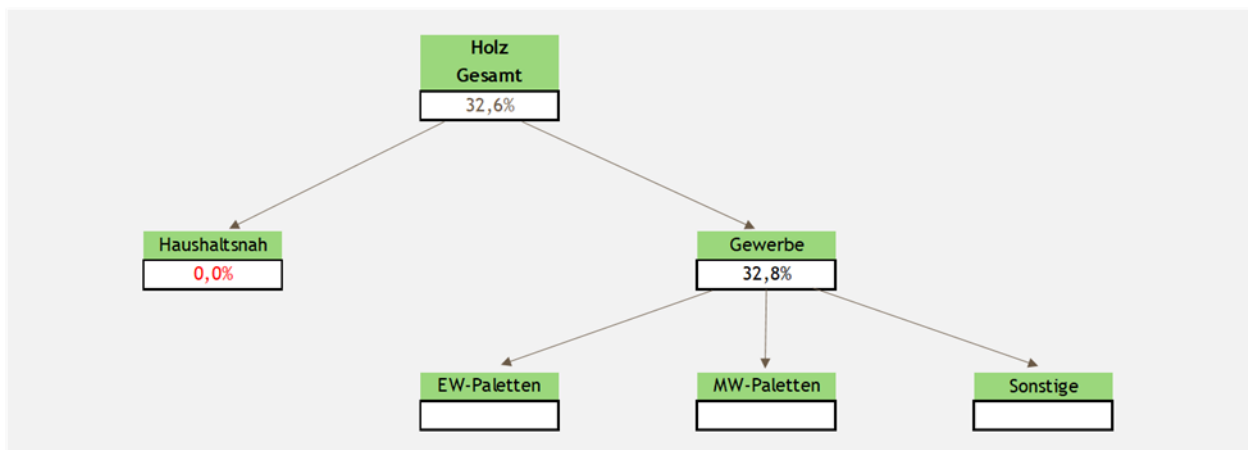 Holz
Gesamt
32,6%
Haushaltsnah
0,0%
Gewerbe
32,8%
EW-Paletten
MW-Paletten
Sonstige